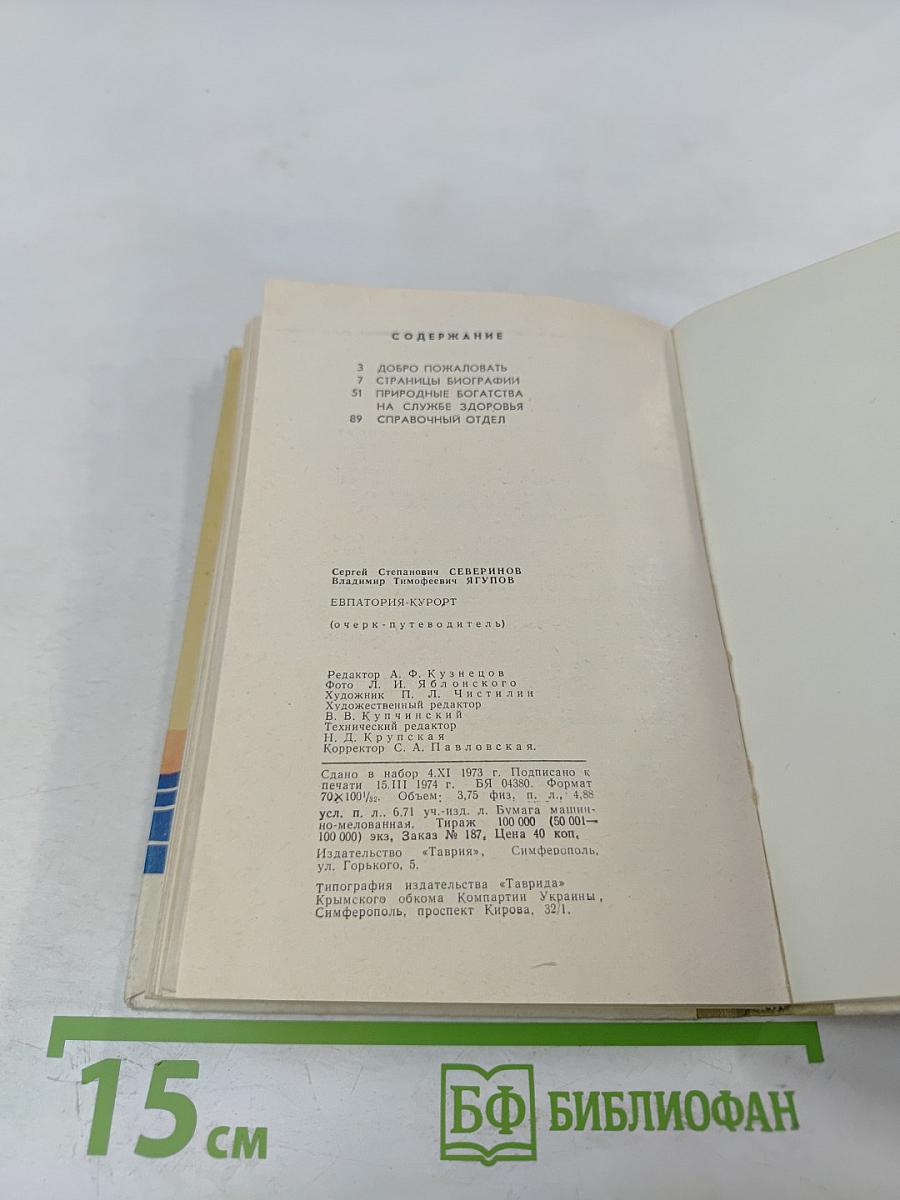 СОДЕРЖАНИЕ
3 ДОБРО ПОЖАЛОВАТЬ
7 СТРАНИЦЫ БИОГРАФИИ
51 ПРИРОДНЫЕ БОГАТСТВА
НА СЛУЖБЕ ЗДОРОВЬЯ
89 СПРАВОЧНЫЙ ОТДЕЛ
Сергей Степанович СЕВЕРИНОВ
Владимир Тимофеевич ЯГУПОВ
ЕВПАТОРИЯ-КУРОРТ
(очерк-путеводитель)
Редактор А. Ф. Кузнецов
Фото Л. И. Яблонского
Художник П. Л. Чистилин
Художественный редактор
В. В. Купчинский
Технический редактор
Н. Д. Крупская
Корректор С. А. Павловская.
Сдано в набор 4.XI 1973 г. Подписано к
печати 15.III 1974 г. БЯ 04380. Формат
70×100¹/₃₂. Объем: 3,75 физ. п. л., 4,88
усл. п. л., 6,71 уч.-изд. л. Бумага машин-
но-мелованная. Тираж 100 000 (50 001—
100 000) экз. Заказ № 187. Цена 40 коп.
Издательство «Таврия», Симферополь,
ул. Горького, 5.
Типография издательства «Таврида»
Крымского обкома Компартии Украины,
Симферополь, проспект Кирова, 32/1.
15 см
БФ БИБЛИОФАН